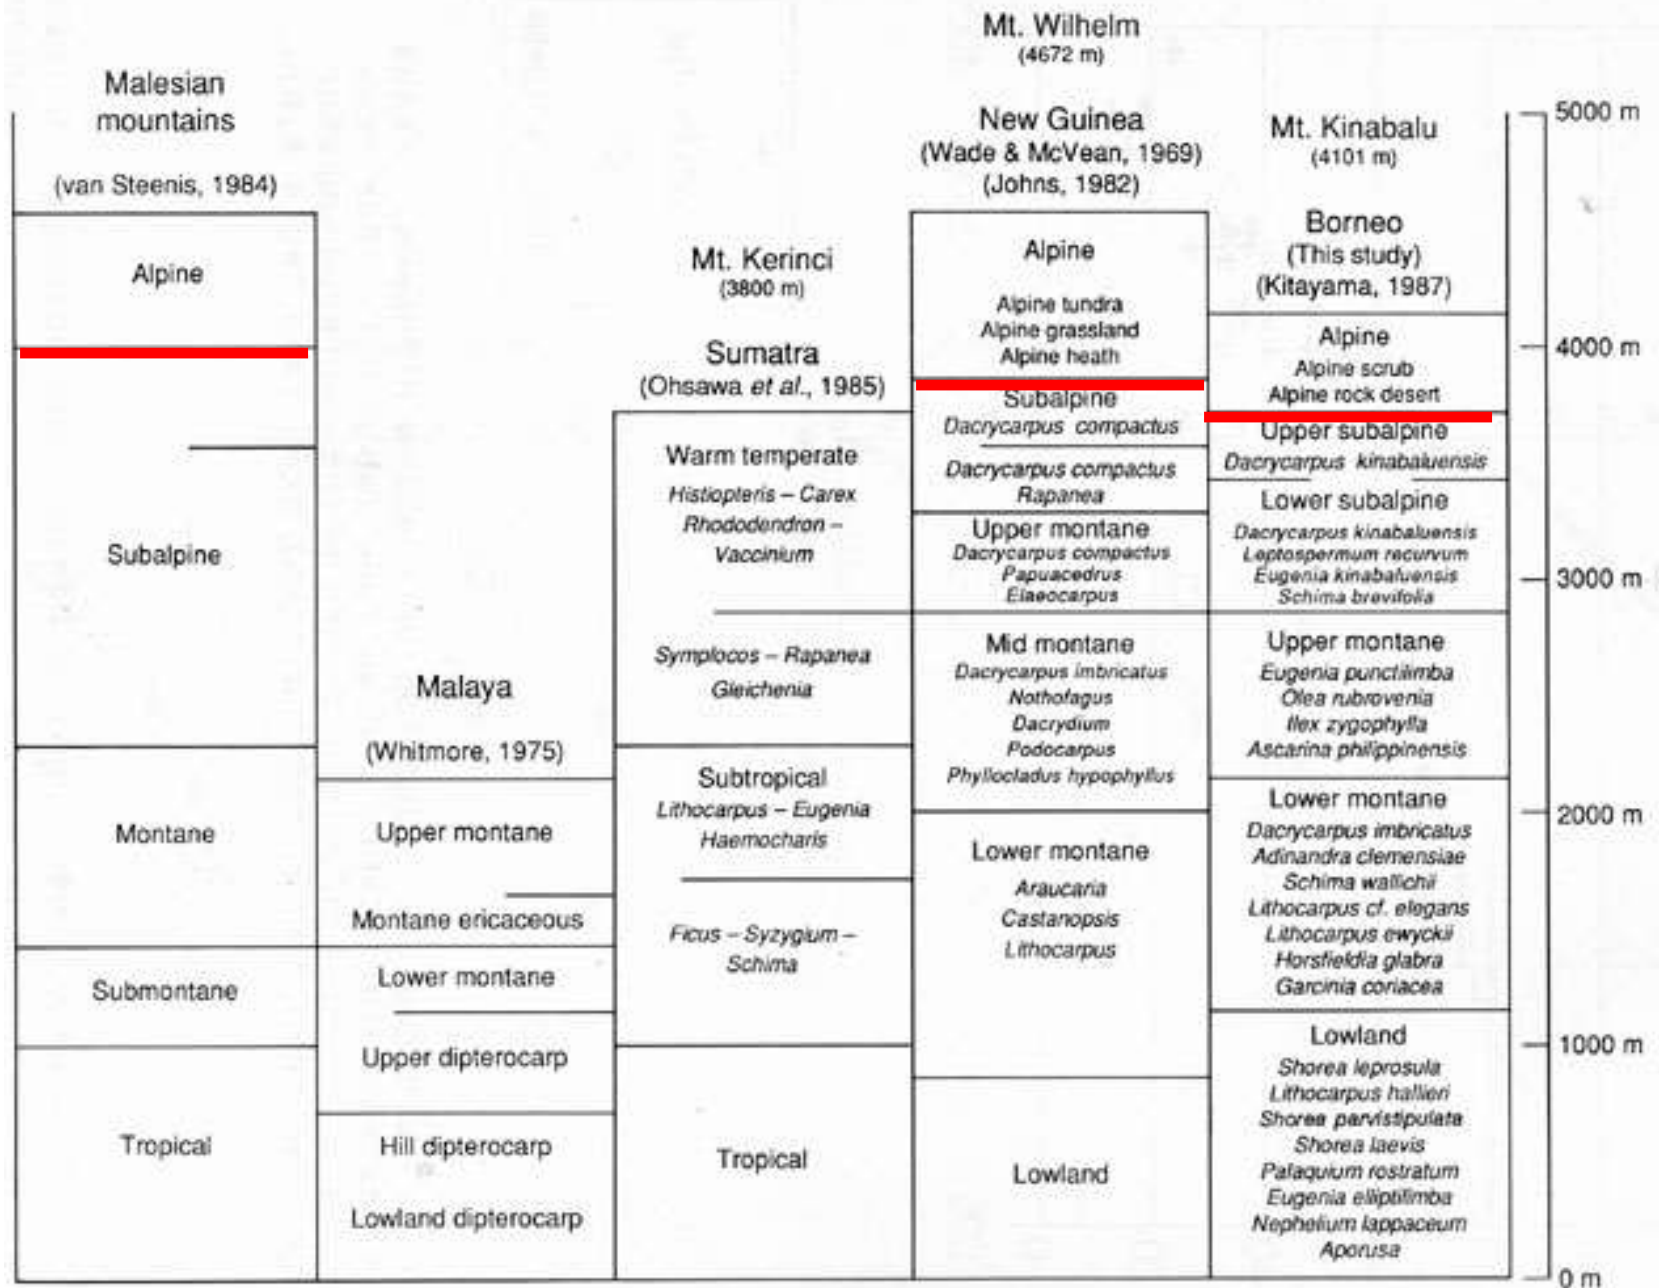 Malesian
mountains
(van Steenis, 1984)
Alpine
Subalpine
Montane
Submontane
Tropical
Malaya
(Whitmore, 1975)
Upper montane
Montane ericaceous
Lower montane
Upper dipterocarp
Hill dipterocarp
Lowland dipterocarp
Mt. Kerinci
(3800 m)
Sumatra
(Ohsawa et al., 1985)
Warm temperate
Histiopteris – Carex
Rhododendron –
Vaccinium
Symplocos – Rapanea
Gleichenia
Subtropical
Lithocarpus – Eugenia
Haemocharis
Ficus – Syzygium –
Schima
Tropical
Mt. Wilhelm
(4672 m)
New Guinea
(Wade & McVean, 1969)
(Johns, 1982)
Alpine
Alpine tundra
Alpine grassland
Alpine heath
Subalpine
Dacrycarpus compactus
Dacrycarpus compactus
Rapanea
Upper montane
Dacrycarpus compactus
Papuacedrus
Elaeocarpus
Mid montane
Dacrycarpus imbricatus
Nothofagus
Dacrydium
Podocarpus
Phyllocladus hypophyllus
Lower montane
Araucaria
Castanopsis
Lithocarpus
Lowland
Mt. Kinabalu
(4101 m)
Borneo
(This study)
(Kitayama, 1987)
Alpine
Alpine scrub
Alpine rock desert
Upper subalpine
Dacrycarpus kinabaluensis
Lower subalpine
Dacrycarpus kinabaluensis
Leptospermum recurvum
Eugenia kinabaluensis
Schima brevifolia
Upper montane
Eugenia punctilimba
Olea rubrovenia
Ilex zygophylla
Ascarina philippinensis
Lower montane
Dacrycarpus imbricatus
Adinandra clemensiae
Schima wallichii
Lithocarpus cf. elegans
Lithocarpus ewyckii
Horsfieldia glabra
Garcinia coriacea
Lowland
Shorea leprosula
Lithocarpus hallieri
Shorea parvistipulata
Shorea laevis
Palaquium rostratum
Eugenia elliptilimba
Nephelium lappaceum
Aporusa
5000 m
4000 m
3000 m
2000 m
1000 m
0 m